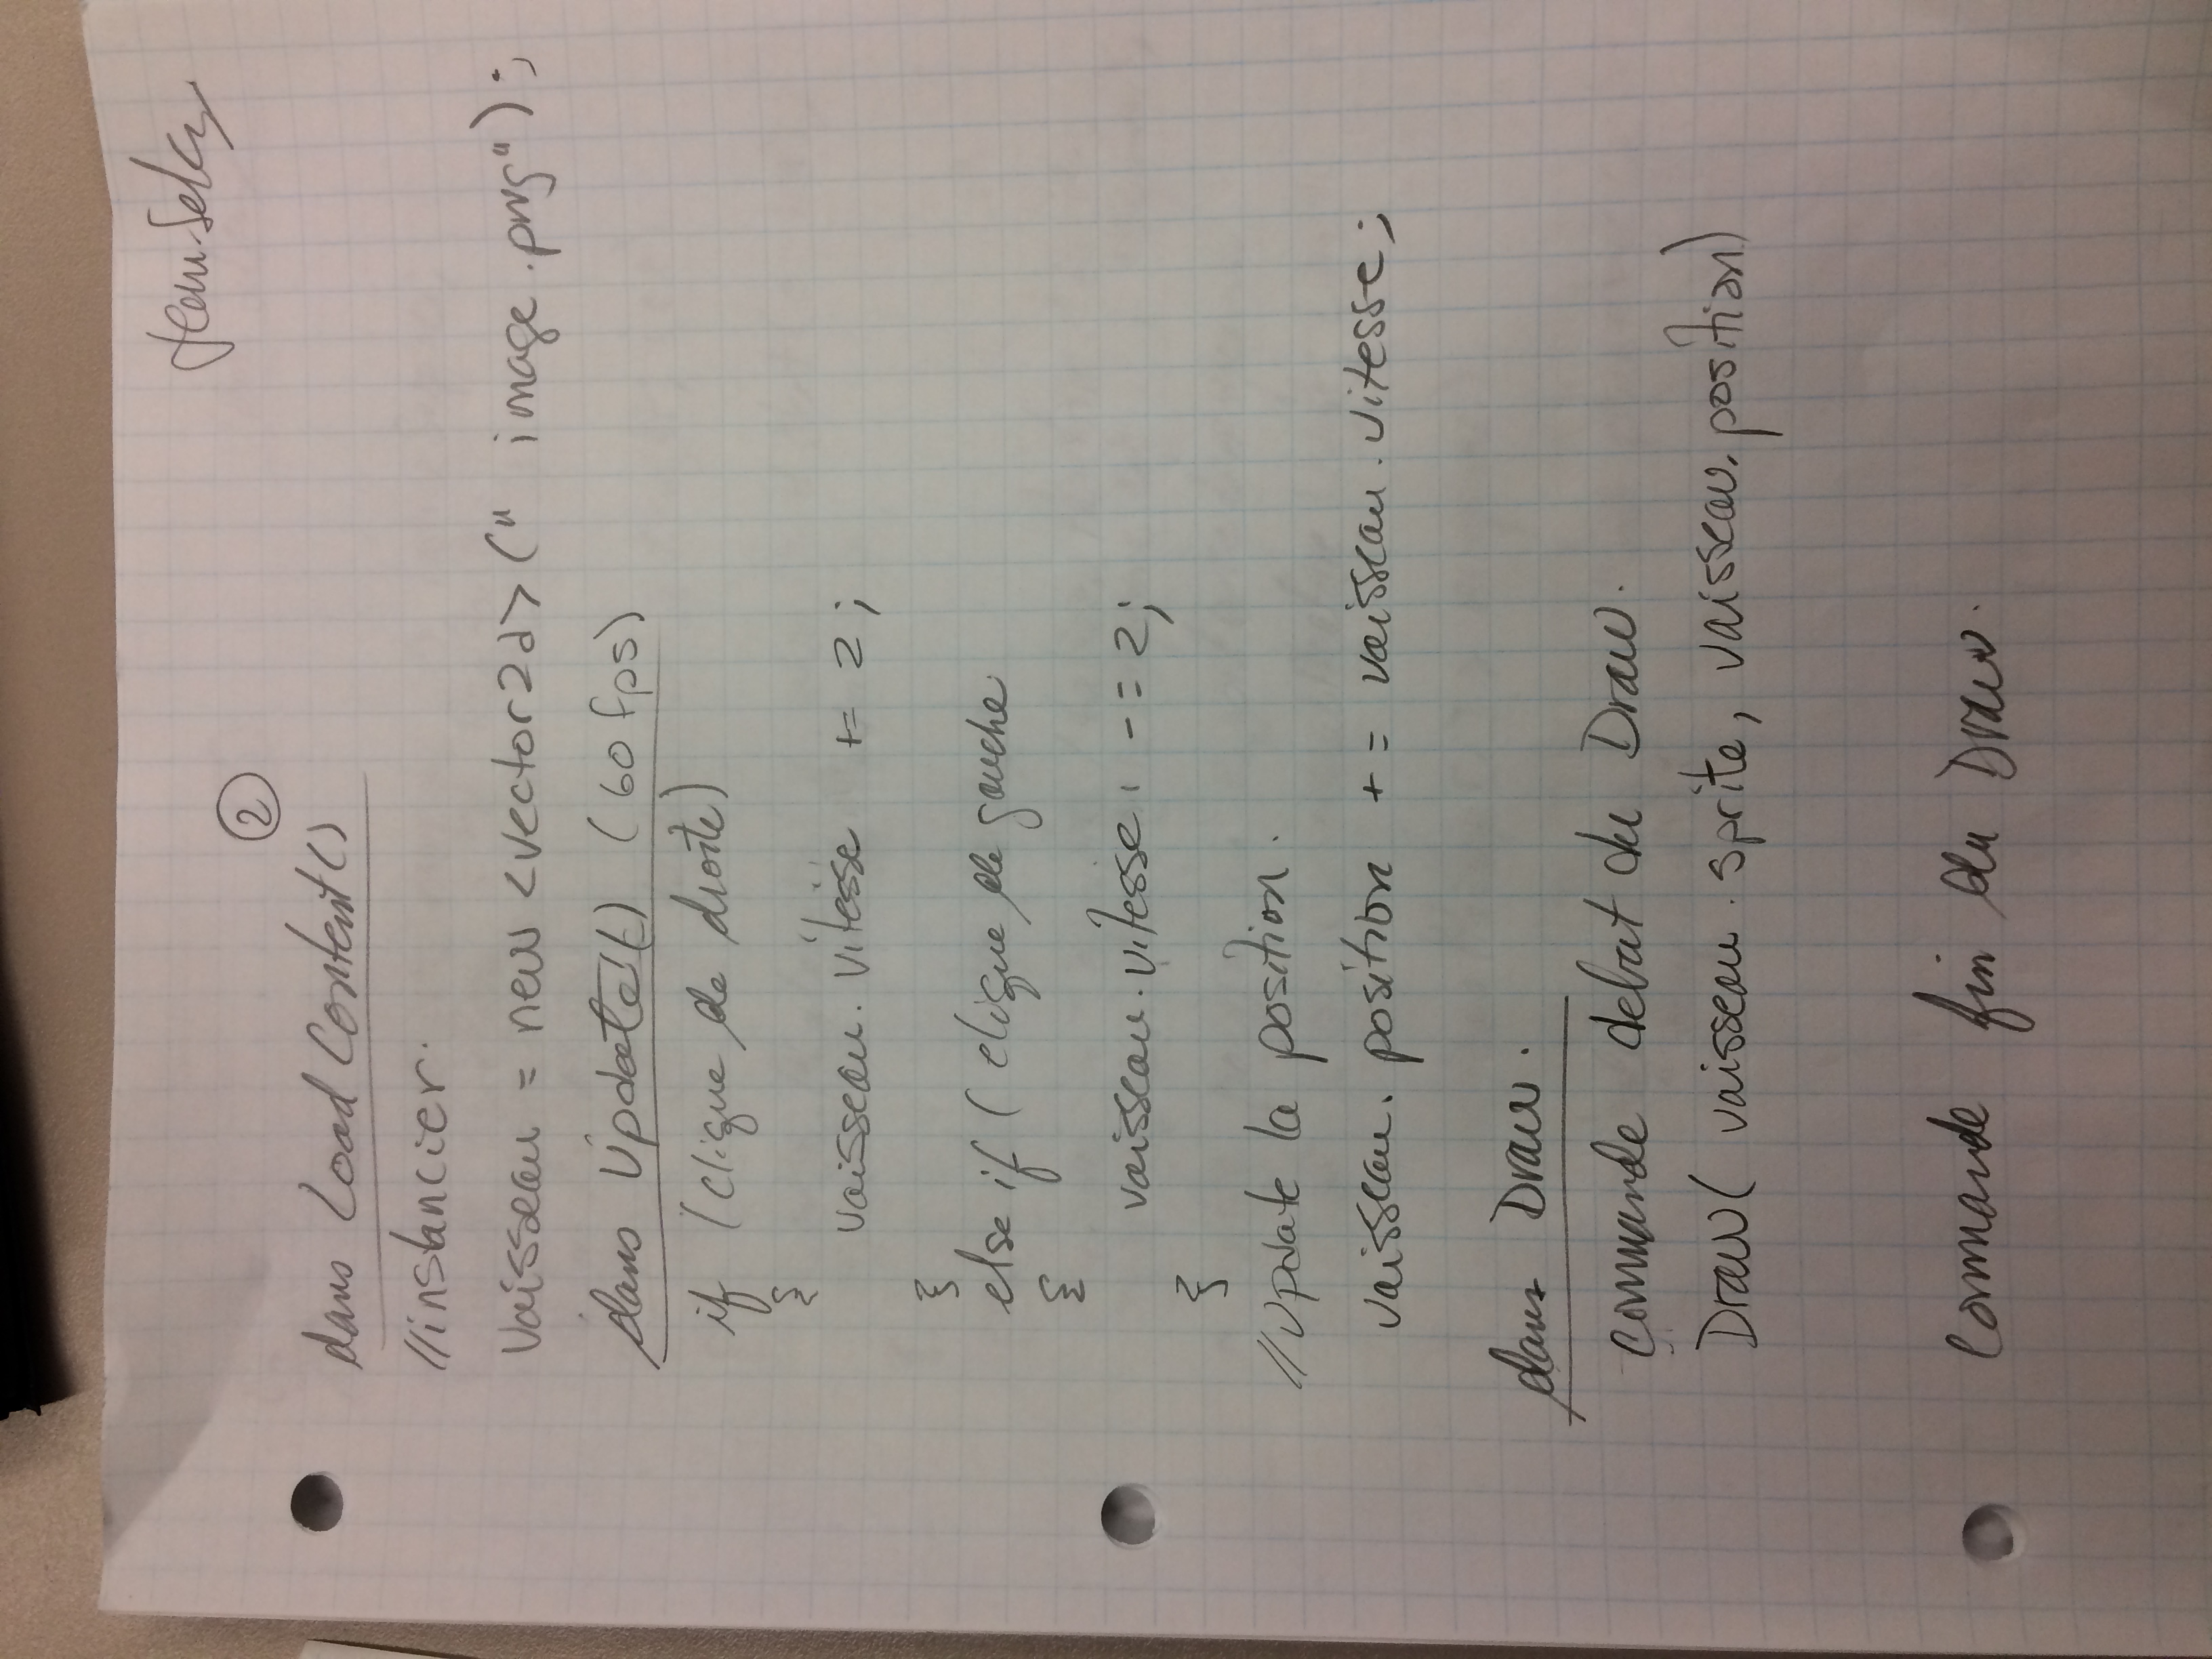 ②
dans Load Content()
//instancier.
Vaisseau = new <vector2d>(" image.png");
dans Update() (60 fps)
if (clique de droite)
{
vaisseau.vitesse += 2;
}
else if ( clique de gauche
{
vaisseau.vitesse -= 2;
}
//Update la position.
vaisseau.position += vaisseau.vitesse;
dans Draw.
commande debut du Draw.
Draw( vaisseau.sprite, vaisseau.position)
Commande fin du Draw.